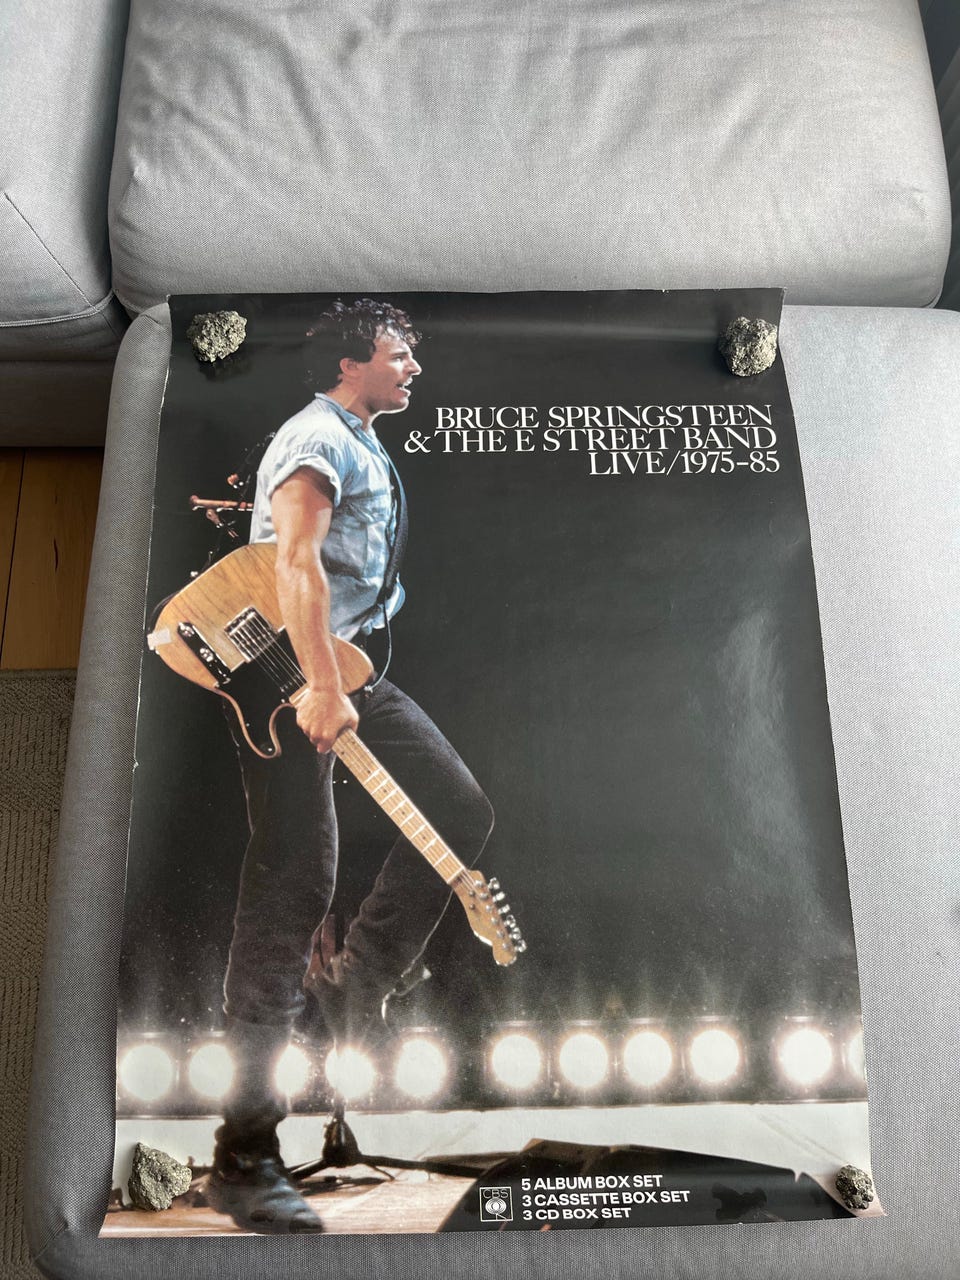 BRUCE SPRINGSTEEN
& THE E STREET BAND
LIVE/1975-85
CBS
5 ALBUM BOX SET
3 CASSETTE BOX SET
3 CD BOX SET